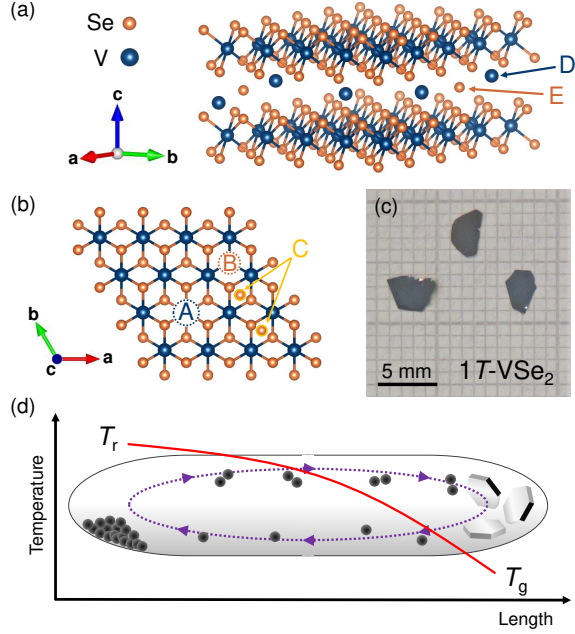 (a)
Se
V
D
E
c
a
b
(b)
C
B
A
b
c
a
(c)
5 mm
1T-VSe₂
(d)
Tr
Temperature
Tg
Length